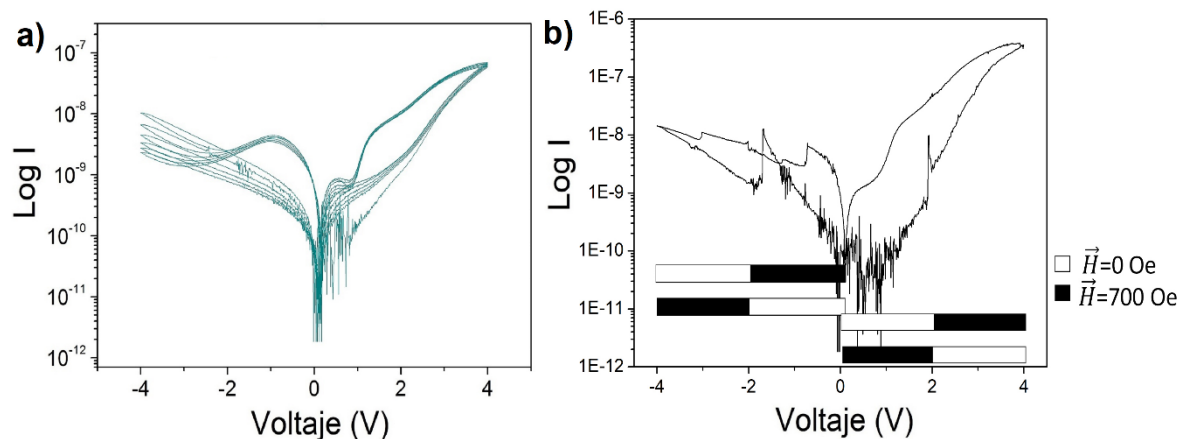 a)
Log I
10⁻⁷
10⁻⁸
10⁻⁹
10⁻¹⁰
10⁻¹¹
10⁻¹²
-4 -2 0 2 4
Voltaje (V)
b)
Log I
1E-6
1E-7
1E-8
1E-9
1E-10
1E-11
1E-12
-4 -2 0 2 4
Voltaje (V)
H⃗=0 Oe
H⃗=700 Oe